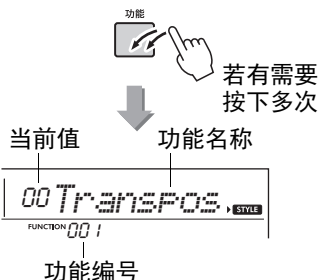 功能
若有需要
按下多次
当前值
功能名称
00 Transpos. STYLE
FUNCTION 001
功能编号